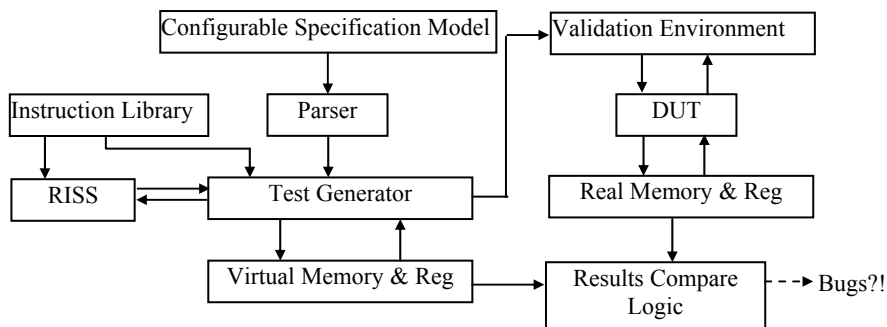 Configurable Specification Model
Validation Environment
Instruction Library
Parser
DUT
RISS
Test Generator
Real Memory & Reg
Virtual Memory & Reg
Results Compare
Logic
Bugs?!